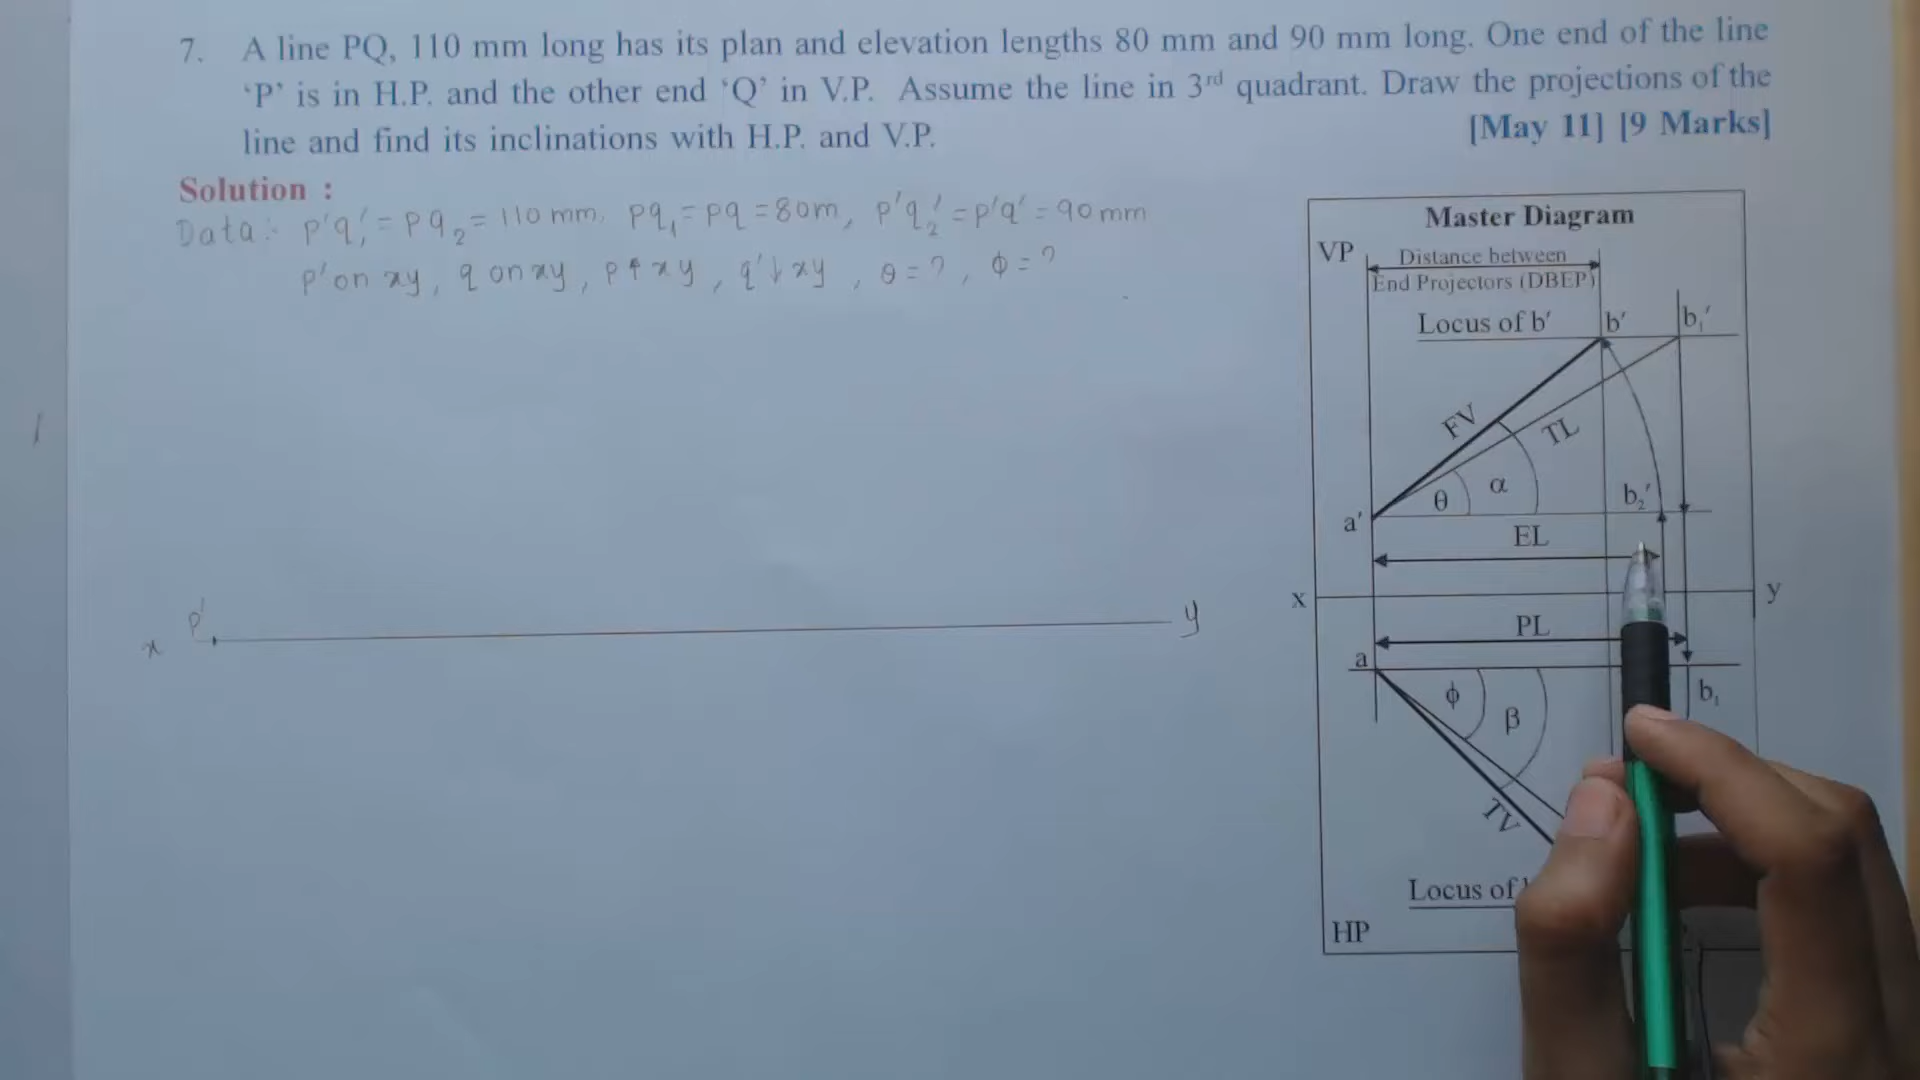 7. A line PQ, 110 mm long has its plan and elevation lengths 80 mm and 90 mm long. One end of the line
‘P’ is in H.P. and the other end ‘Q’ in V.P. Assume the line in 3rd quadrant. Draw the projections of the
line and find its inclinations with H.P. and V.P. [May 11] [9 Marks]
Solution :
Data:- p'q₁' = pq₂ = 110 mm, pq₁ = pq = 80m, p'q₂' = p'q' = 90 mm
p' on xy, q on xy, p↑xy, q'↓xy, θ = ?, ϕ = ?
Master Diagram
VP
Distance between
End Projectors (DBEP)
Locus of b' b' b₁'
FV TL
θ α b₂'
a'
EL
x y
PL
a
ϕ β b₁
TV
Locus of
HP
p'
x y